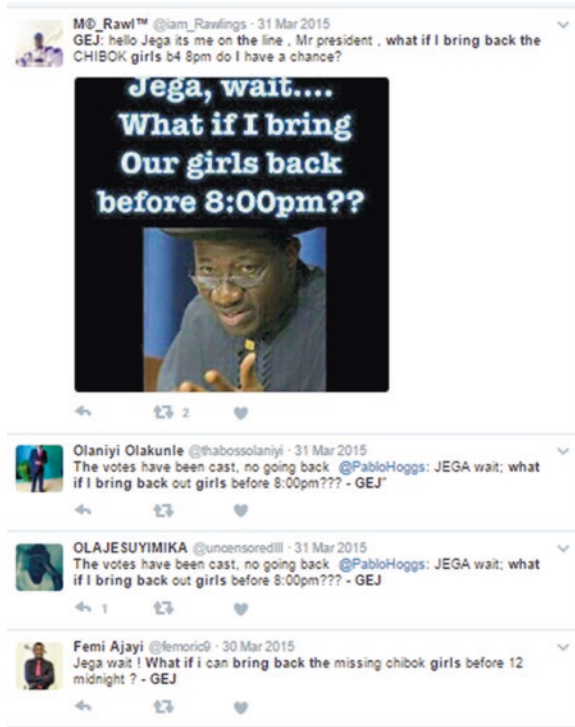 M©_Rawl™ @iam_Rawlings · 31 Mar 2015
GEJ: hello Jega its me on the line , Mr president , what if I bring back the
CHIBOK girls b4 8pm do I have a chance?
Jega, wait....
What if I bring
Our girls back
before 8:00pm??
2
Olaniyi Olakunle @thabossolaniyi · 31 Mar 2015
The votes have been cast, no going back @PabloHoggs: JEGA wait; what
if I bring back out girls before 8:00pm??? - GEJ"
OLAJESUYIMIKA @uncensoredlll · 31 Mar 2015
The votes have been cast, no going back @PabloHoggs: JEGA wait; what
if I bring back out girls before 8:00pm??? - GEJ
1
Femi Ajayi @femoric9 · 30 Mar 2015
Jega wait ! What if i can bring back the missing chibok girls before 12
midnight ? - GEJ